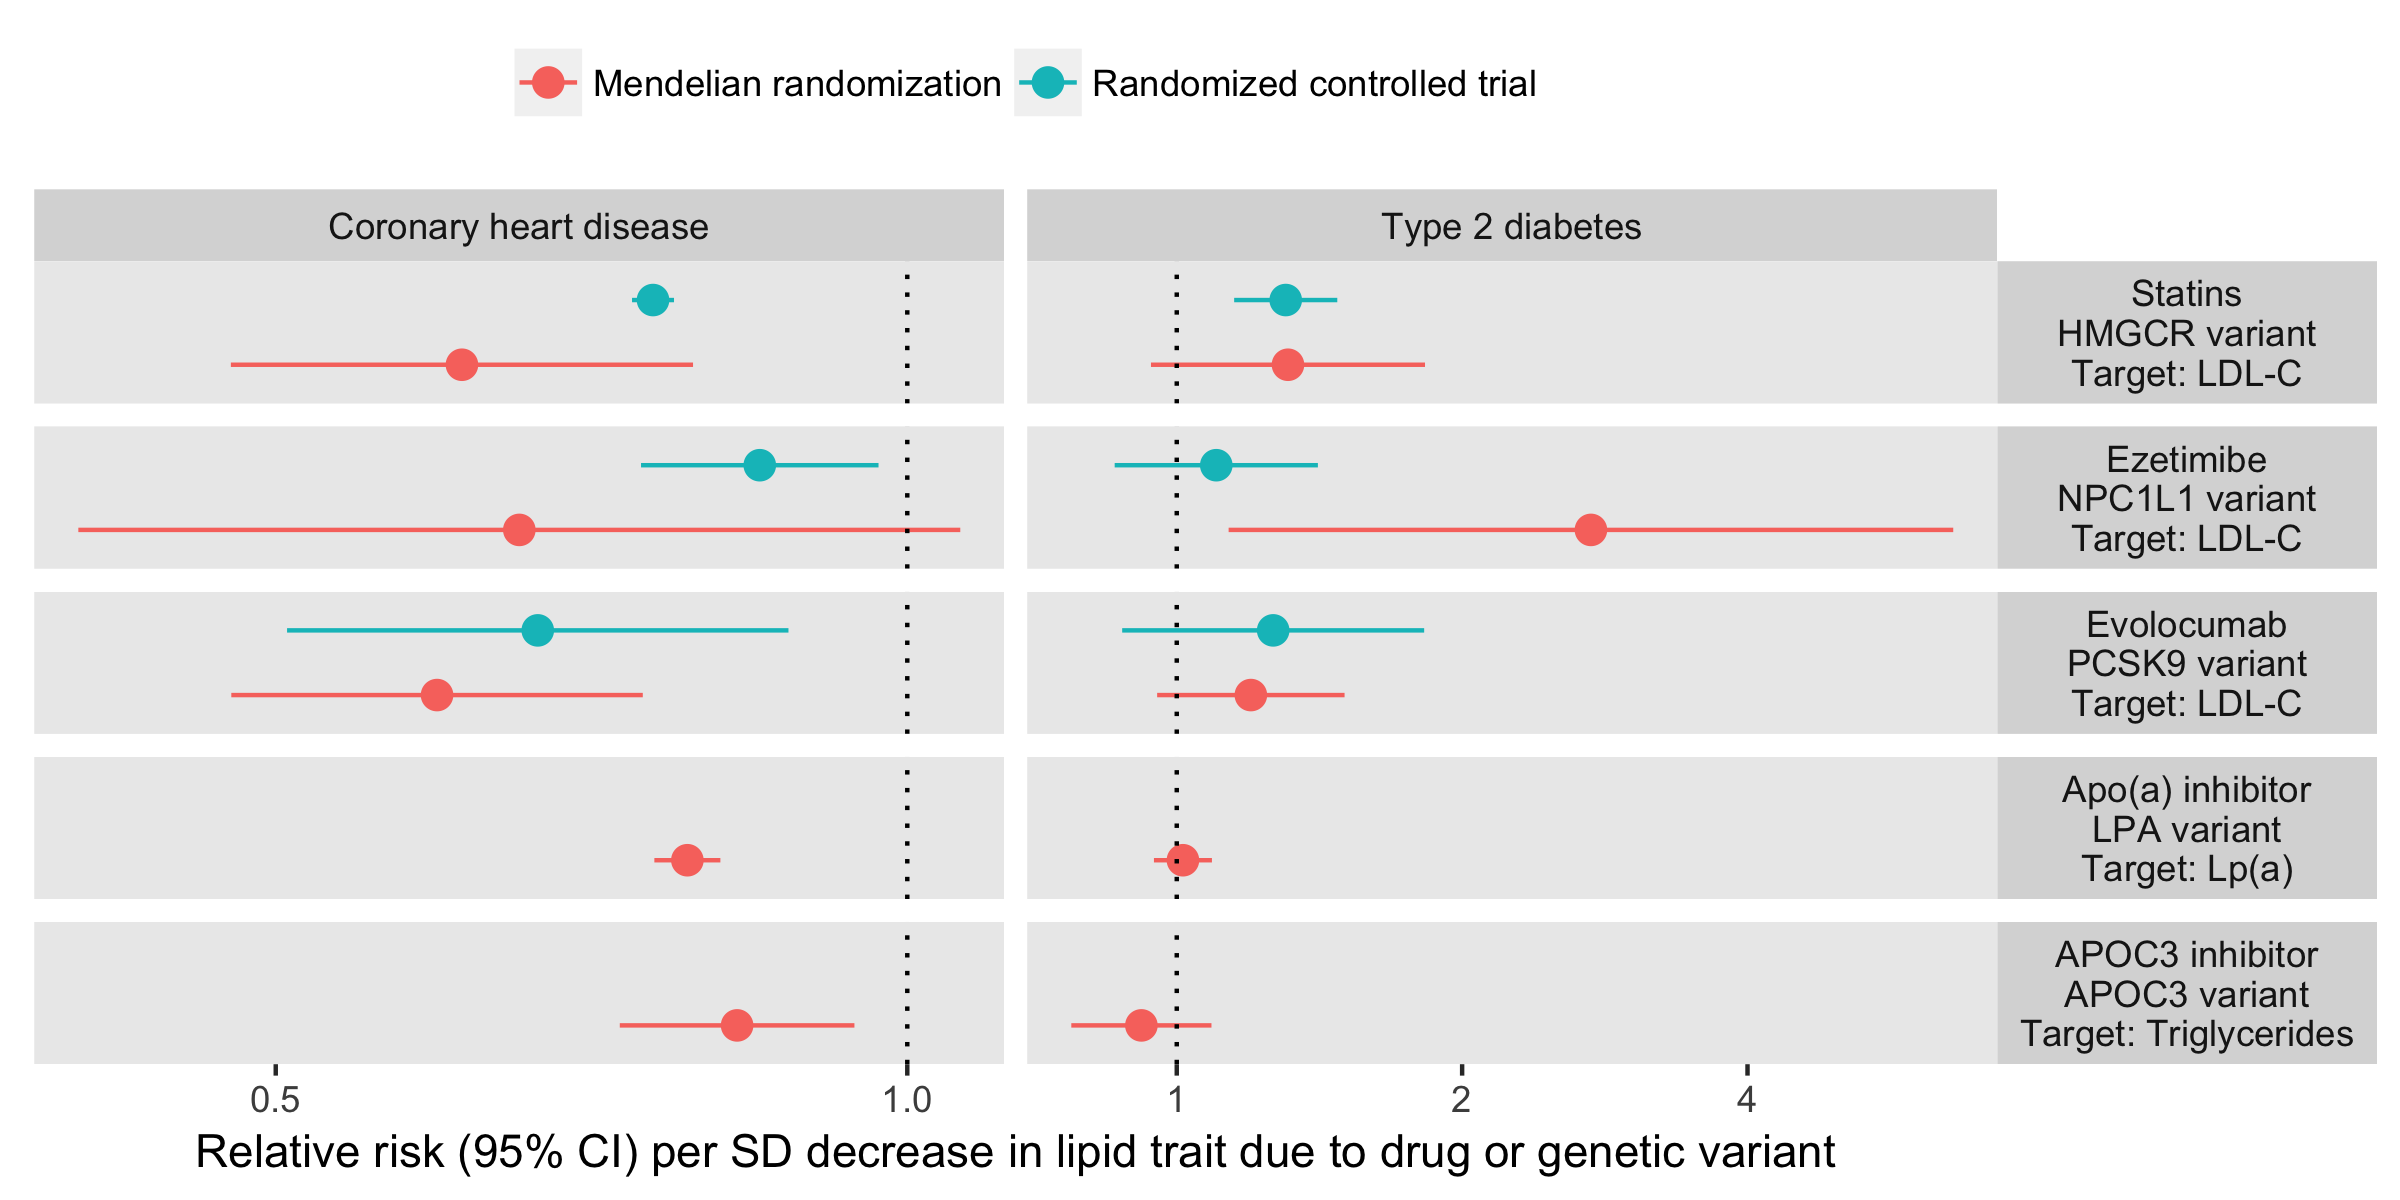 Mendelian randomization
Randomized controlled trial
Coronary heart disease
Type 2 diabetes
Statins
HMGCR variant
Target: LDL-C
Ezetimibe
NPC1L1 variant
Target: LDL-C
Evolocumab
PCSK9 variant
Target: LDL-C
Apo(a) inhibitor
LPA variant
Target: Lp(a)
APOC3 inhibitor
APOC3 variant
Target: Triglycerides
0.5
1.0
1
2
4
Relative risk (95% CI) per SD decrease in lipid trait due to drug or genetic variant